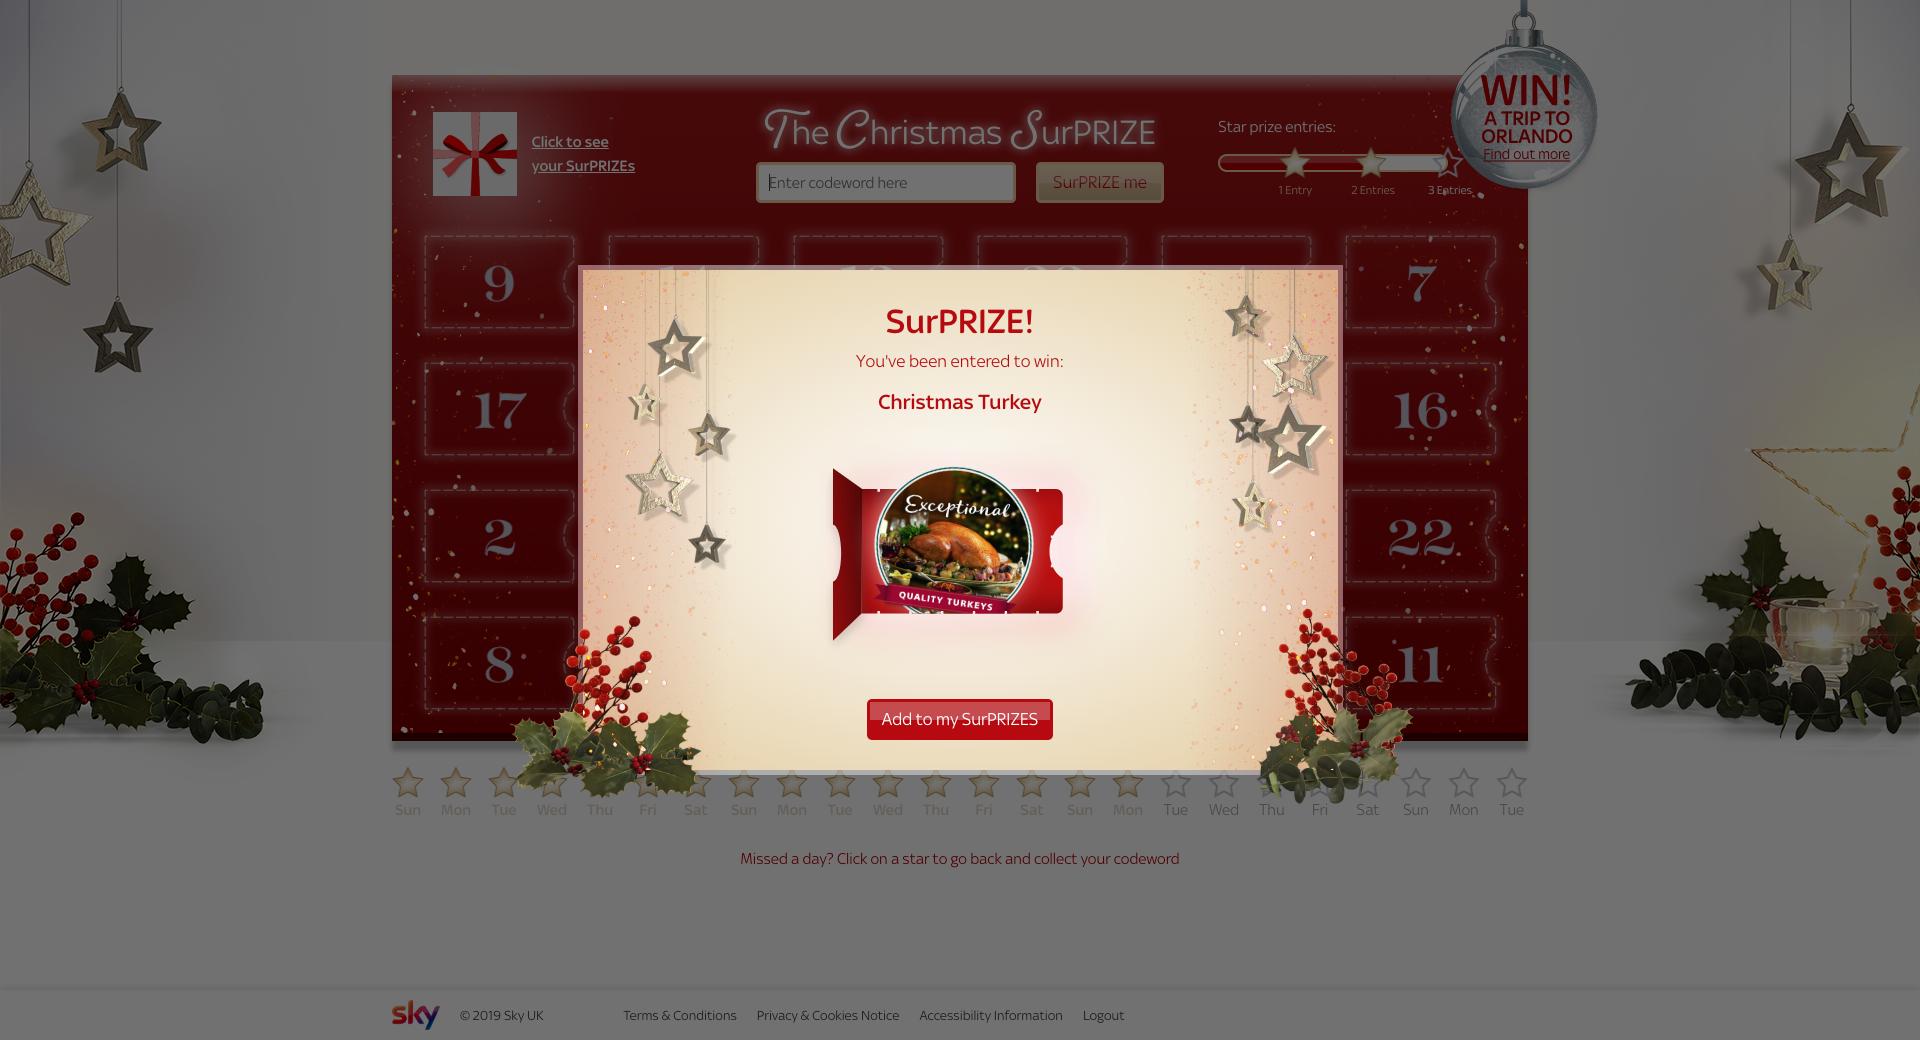 WIN!
A TRIP TO
ORLANDO
Find out more
The Christmas SurPRIZE
Click to see
your SurPRIZEs
Enter codeword here
SurPRIZE me
Star prize entries:
1 Entry
2 Entries
3 Entries
9
7
17
16
2
22
8
11
SurPRIZE!
You've been entered to win:
Christmas Turkey
Exceptional
QUALITY TURKEYS
Add to my SurPRIZES
Sun Mon Tue Wed Thu Fri Sat Sun Mon Tue Wed Thu Fri Sat Sun Mon Tue Wed Thu Fri Sat Sun Mon Tue
Missed a day? Click on a star to go back and collect your codeword
sky
© 2019 Sky UK
Terms & Conditions
Privacy & Cookies Notice
Accessibility Information
Logout